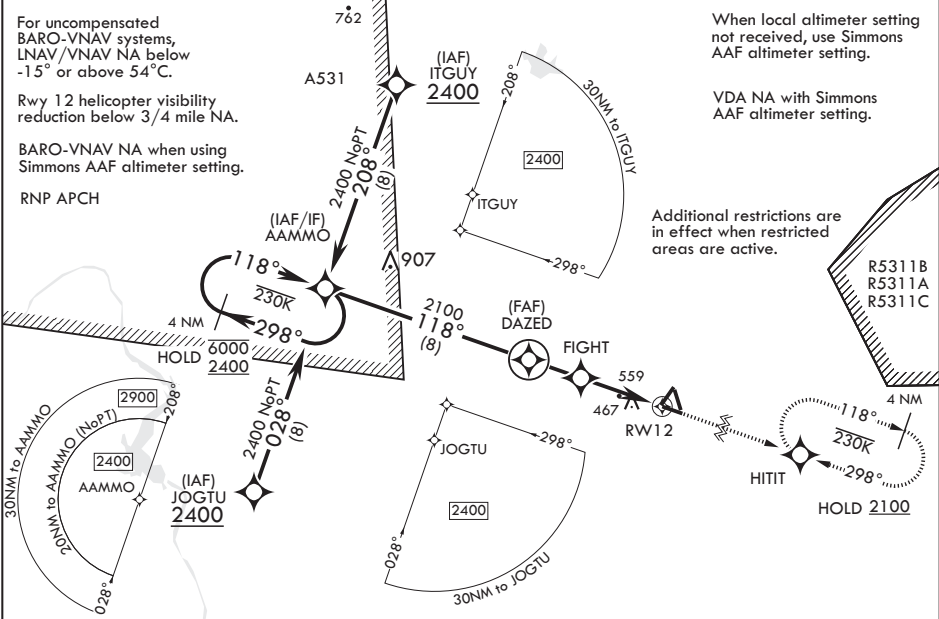 For uncompensated
BARO-VNAV systems,
LNAV/VNAV NA below
-15° or above 54°C.
Rwy 12 helicopter visibility
reduction below 3/4 mile NA.
BARO-VNAV NA when using
Simmons AAF altimeter setting.
RNP APCH
762
A531
(IAF)
ITGUY
2400
2400 NoPT
208°
(8)
When local altimeter setting
not received, use Simmons
AAF altimeter setting.
VDA NA with Simmons
AAF altimeter setting.
208°
30NM to ITGUY
2400
ITGUY
298°
Additional restrictions are
in effect when restricted
areas are active.
R5311B
R5311A
R5311C
(IAF/IF)
AAMMO
118°
230K
298°
4 NM
HOLD 6000
2400
907
2100
118°
(8)
(FAF)
DAZED
FIGHT
559
467
RW12
4 NM
118°
230K
298°
HITIT
HOLD 2100
2400 NoPT
028°
(8)
(IAF)
JOGTU
2400
2900
208°
30NM to AAMMO
20NM to AAMMO (NoPT)
2400
AAMMO
028°
298°
JOGTU
2400
028°
30NM to JOGTU